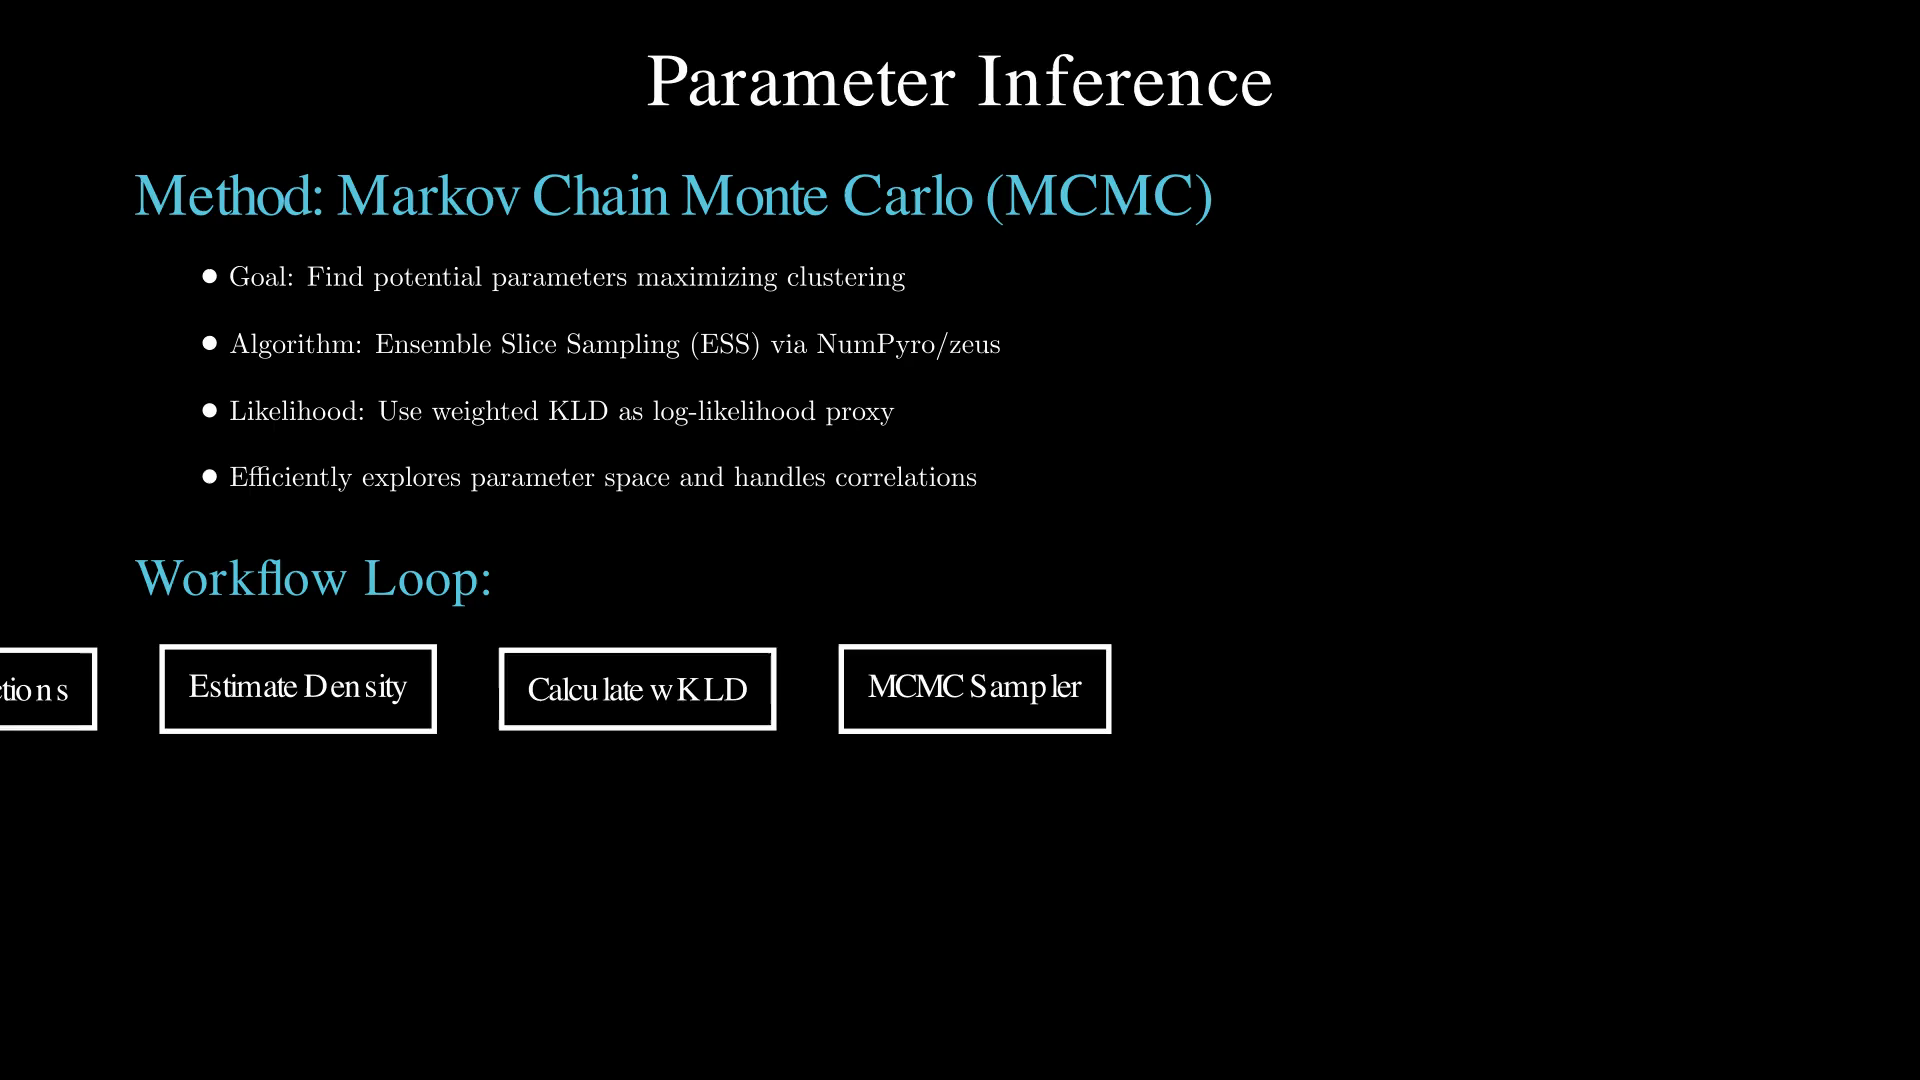 Parameter Inference
Method: Markov Chain Monte Carlo (MCMC)
● Goal: Find potential parameters maximizing clustering
● Algorithm: Ensemble Slice Sampling (ESS) via NumPyro/zeus
● Likelihood: Use weighted KLD as log-likelihood proxy
● Efficiently explores parameter space and handles correlations
Workflow Loop:
Estimate Density
Calculate wKLD
MCMC Sampler